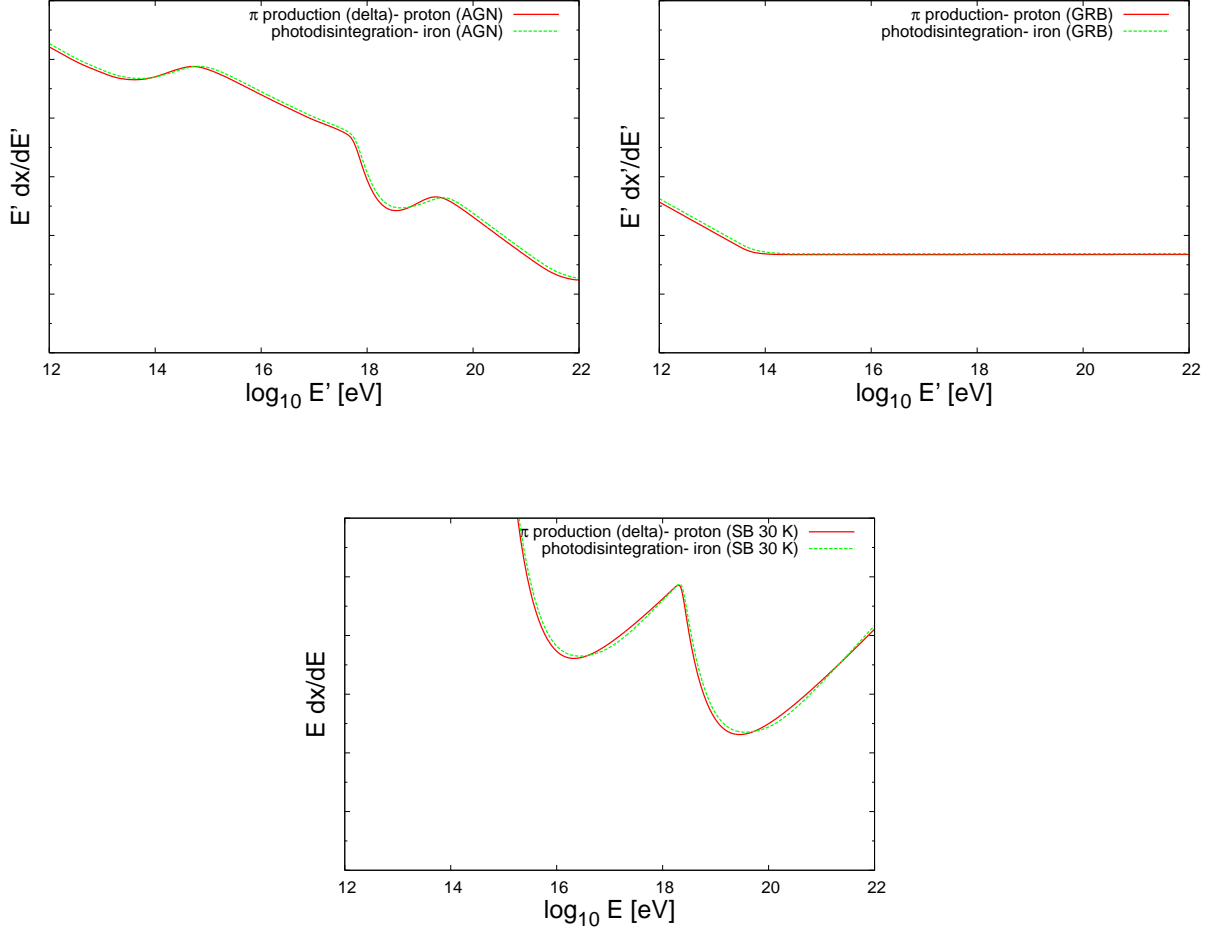 π production (delta)- proton (AGN)
photodisintegration- iron (AGN)
E' dx/dE'
12 14 16 18 20 22
log10 E' [eV]
π production- proton (GRB)
photodisintegration- iron (GRB)
E' dx'/dE'
12 14 16 18 20 22
log10 E' [eV]
π production (delta)- proton (SB 30 K)
photodisintegration- iron (SB 30 K)
E dx/dE
12 14 16 18 20 22
log10 E [eV]